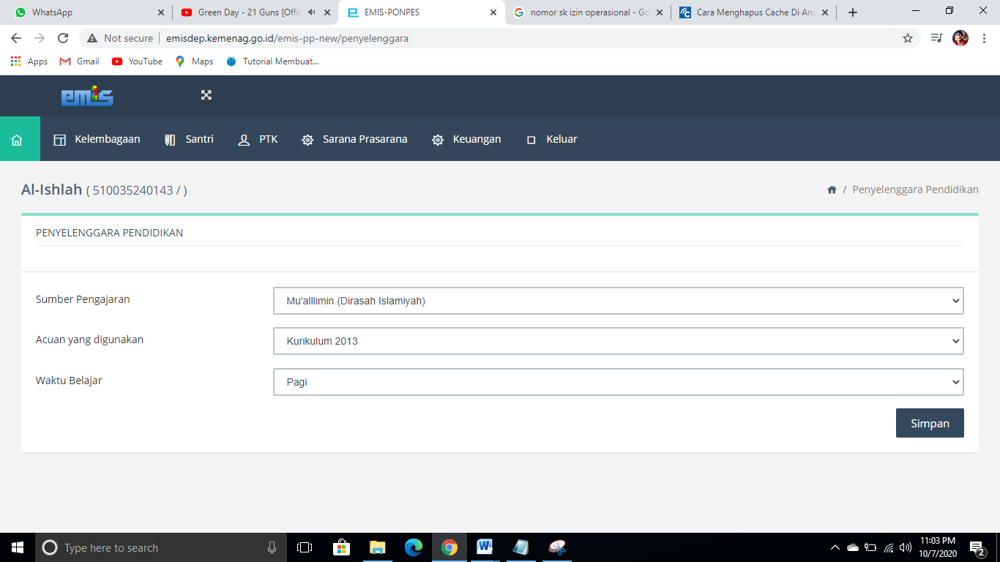 WhatsApp
Green Day - 21 Guns [Offic
EMIS-PONPES
nomor sk izin operasional - Go
Cara Menghapus Cache Di And
Not secure
emisdep.kemenag.go.id/emis-pp-new/penyelenggara
Apps
Gmail
YouTube
Maps
Tutorial Membuat...
emis
Kelembagaan
Santri
PTK
Sarana Prasarana
Keuangan
Keluar
Al-Ishlah ( 510035240143 / )
/ Penyelenggara Pendidikan
PENYELENGGARA PENDIDIKAN
Sumber Pengajaran
Mu'alllimin (Dirasah Islamiyah)
Acuan yang digunakan
Kurikulum 2013
Waktu Belajar
Pagi
Simpan
Type here to search
11:03 PM
10/7/2020
2